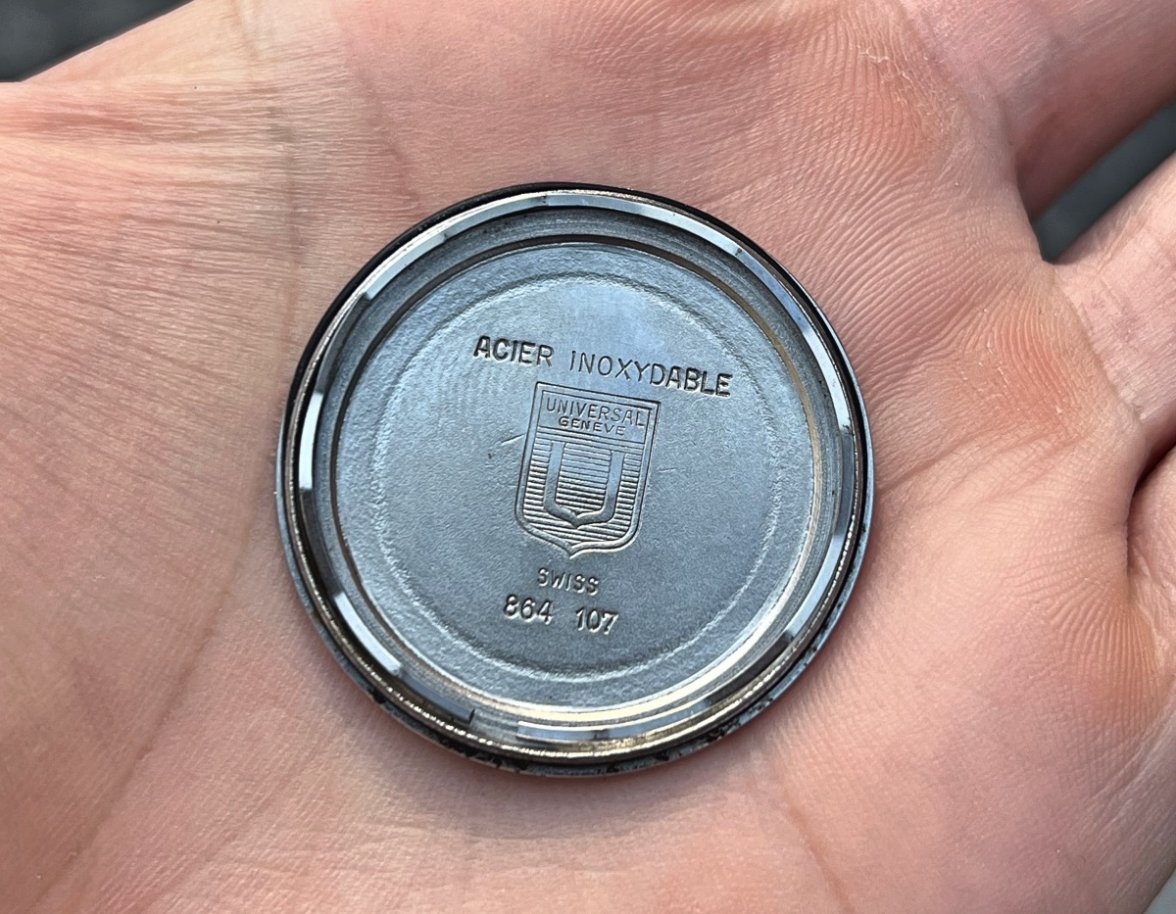 ACIER INOXYDABLE
UNIVERSAL
GENEVE
U
SWISS
864 107